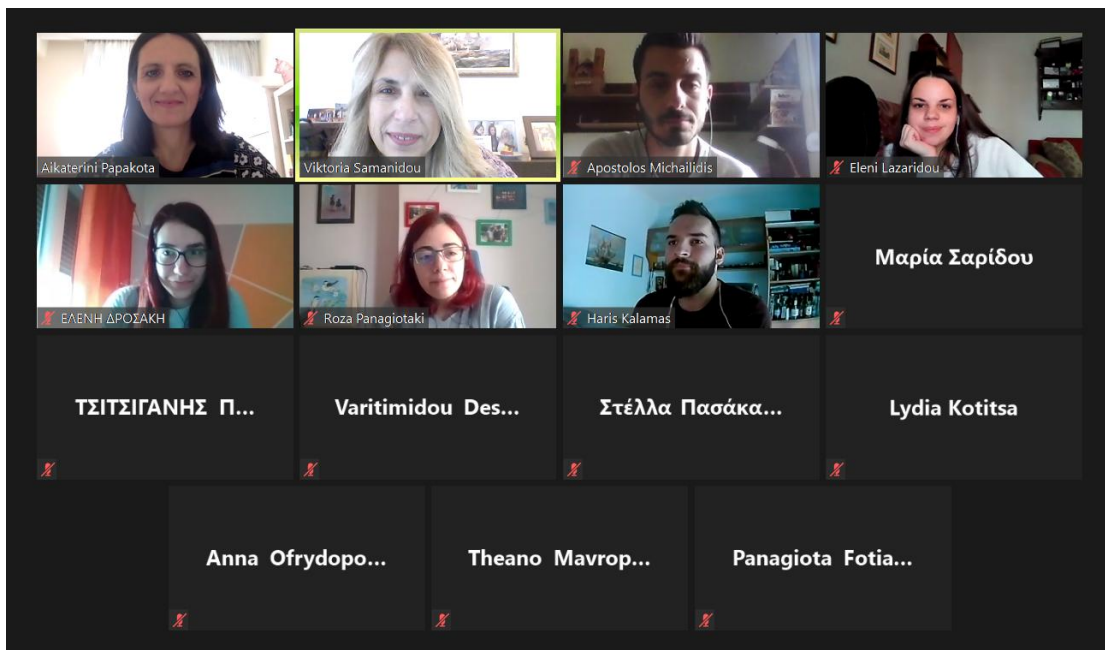 Aikaterini Papakota
Viktoria Samanidou
Apostolos Michailidis
Eleni Lazaridou
ΕΛΕΝΗ ΔΡΟΣΑΚΗ
Roza Panagiotaki
Haris Kalamas
Μαρία Σαρίδου
ΤΣΙΤΣΙΓΑΝΗΣ Π...
Varitimidou Des...
Στέλλα Πασάκα...
Lydia Kotitsa
Anna Ofrydopo...
Theano Mavrop...
Panagiota Fotia...